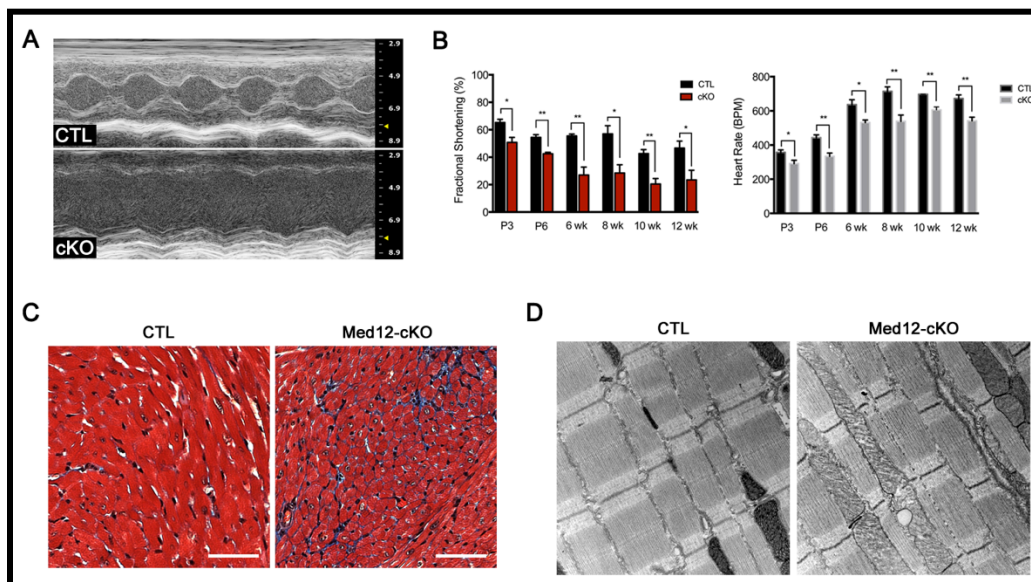 A
2.9
4.9
6.9
8.9
CTL
2.9
4.9
6.9
8.9
cKO
B
Fractional Shortening (%)
100
80
60
40
20
0
CTL
cKO
* ** ** * ** *
P3 P6 6 wk 8 wk 10 wk 12 wk
Heart Rate (BPM)
800
600
400
200
0
CTL
cKO
* ** * ** ** **
P3 P6 6 wk 8 wk 10 wk 12 wk
C
CTL Med12-cKO
D
CTL Med12-cKO